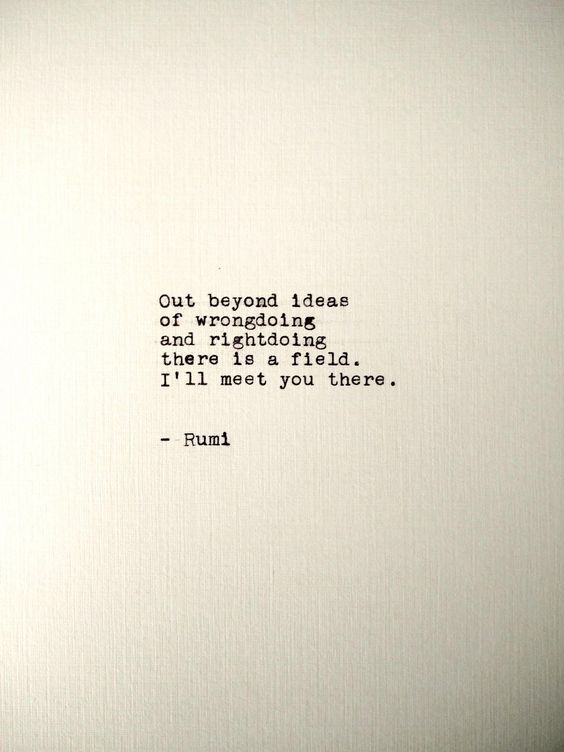 Out beyond ideas
of wrongdoing
and rightdoing
there is a field.
I'll meet you there.
- Rumi